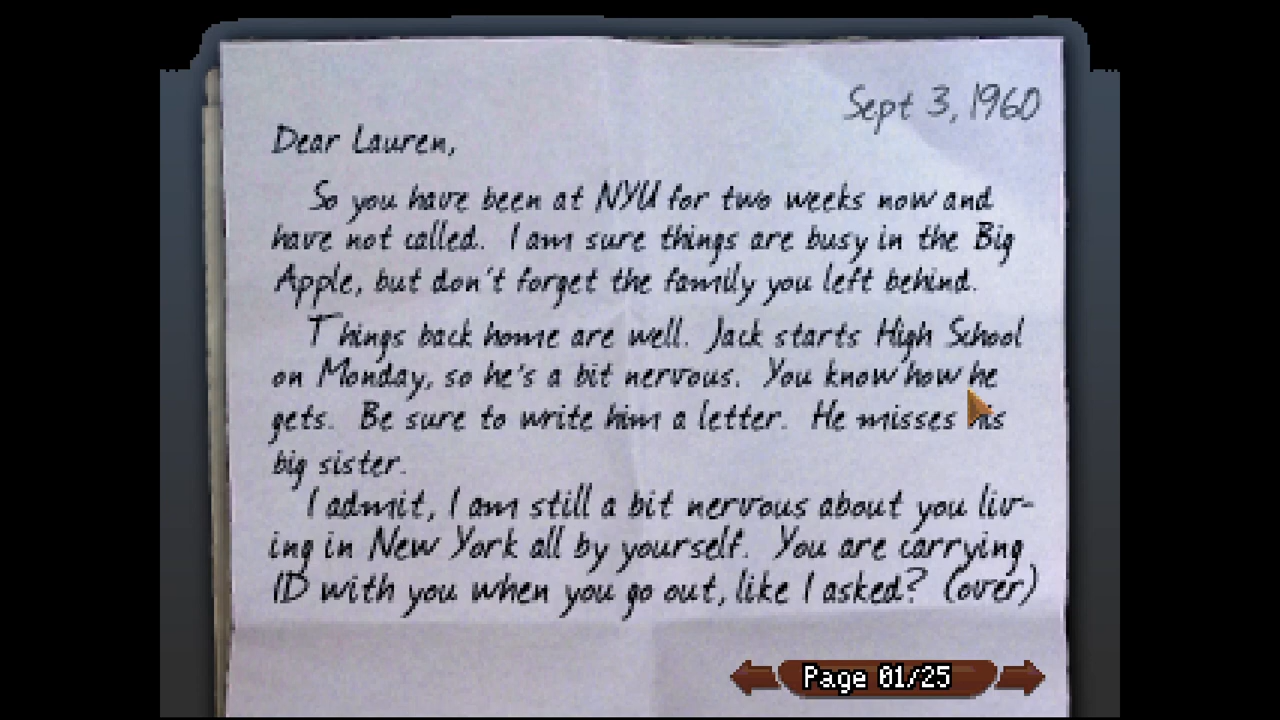 Sept 3, 1960
Dear Lauren,
So you have been at NYU for two weeks now and
have not called. I am sure things are busy in the Big
Apple, but don't forget the family you left behind.
Things back home are well. Jack starts High School
on Monday, so he's a bit nervous. You know how he
gets. Be sure to write him a letter. He misses his
big sister.
I admit, I am still a bit nervous about you liv-
ing in New York all by yourself. You are carrying
ID with you when you go out, like I asked? (over)
Page 01/25